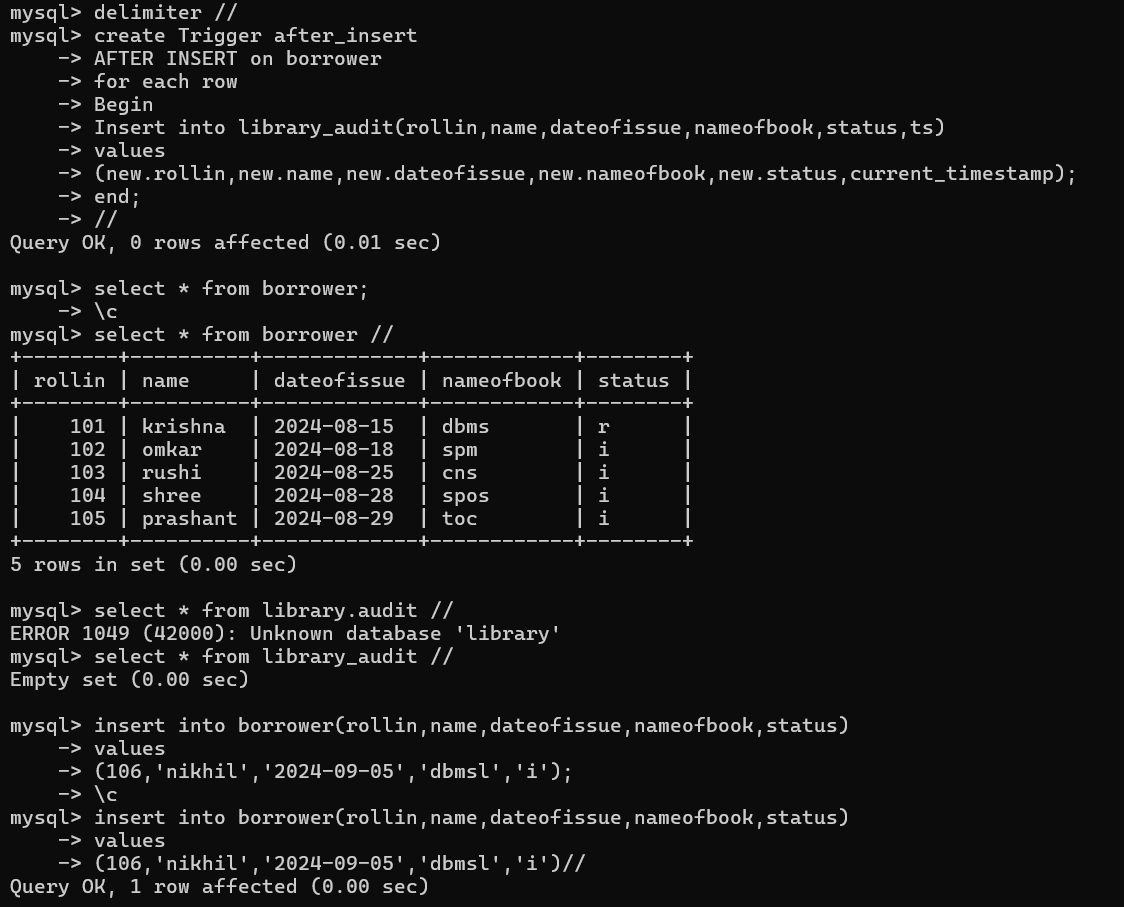 mysql> delimiter //
mysql> create Trigger after_insert
    -> AFTER INSERT on borrower
    -> for each row
    -> Begin
    -> Insert into library_audit(rollin,name,dateofissue,nameofbook,status,ts)
    -> values
    -> (new.rollin,new.name,new.dateofissue,new.nameofbook,new.status,current_timestamp);
    -> end;
    -> //
Query OK, 0 rows affected (0.01 sec)

mysql> select * from borrower;
    -> \c
mysql> select * from borrower //
+--------+----------+-------------+------------+--------+
| rollin | name     | dateofissue | nameofbook | status |
+--------+----------+-------------+------------+--------+
|    101 | krishna  | 2024-08-15  | dbms       | r      |
|    102 | omkar    | 2024-08-18  | spm        | i      |
|    103 | rushi    | 2024-08-25  | cns        | i      |
|    104 | shree    | 2024-08-28  | spos       | i      |
|    105 | prashant | 2024-08-29  | toc        | i      |
+--------+----------+-------------+------------+--------+
5 rows in set (0.00 sec)

mysql> select * from library.audit //
ERROR 1049 (42000): Unknown database 'library'
mysql> select * from library_audit //
Empty set (0.00 sec)

mysql> insert into borrower(rollin,name,dateofissue,nameofbook,status)
    -> values
    -> (106,'nikhil','2024-09-05','dbmsl','i');
    -> \c
mysql> insert into borrower(rollin,name,dateofissue,nameofbook,status)
    -> values
    -> (106,'nikhil','2024-09-05','dbmsl','i')//
Query OK, 1 row affected (0.00 sec)